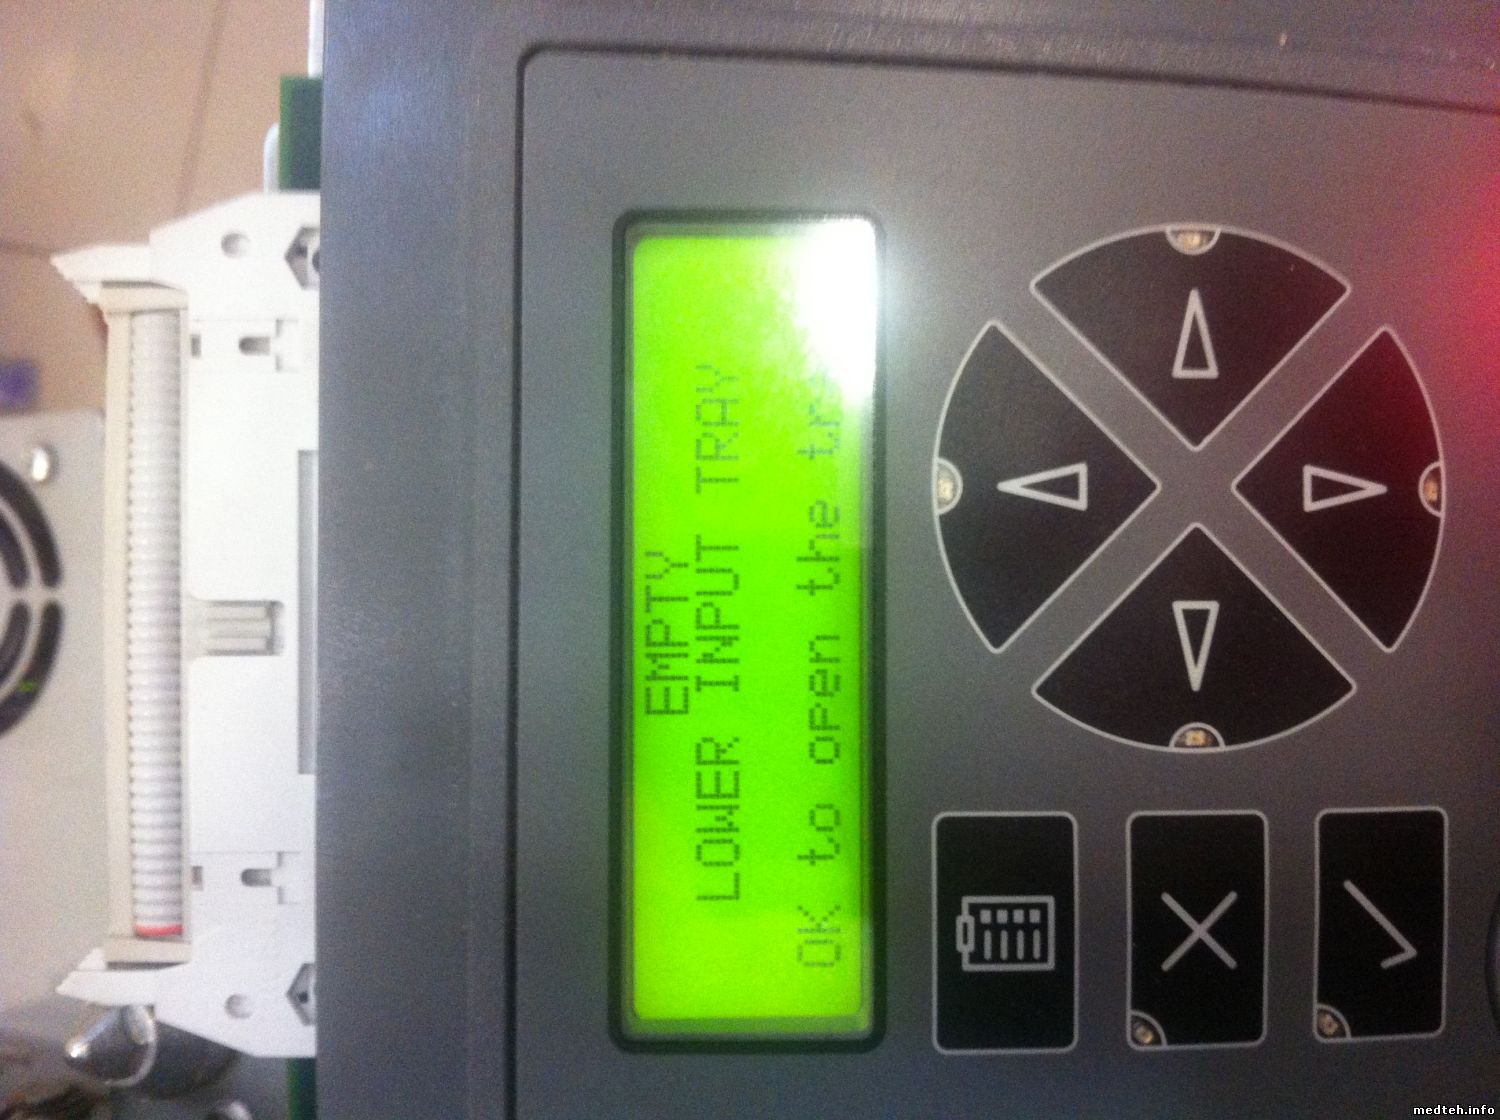 EMPTY
LOWER INPUT TRAY
OK to open the
medteh.info